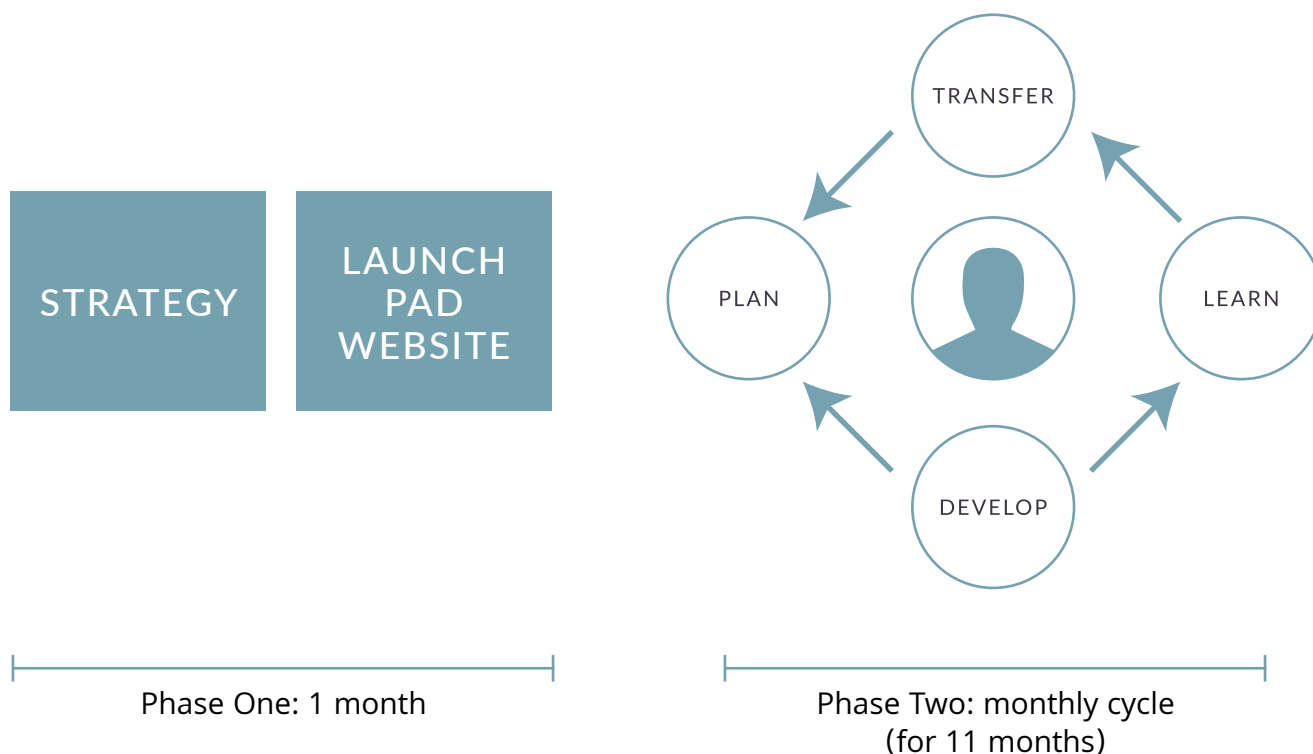 STRATEGY
LAUNCH
PAD
WEBSITE
Phase One: 1 month
TRANSFER
PLAN
LEARN
DEVELOP
Phase Two: monthly cycle
(for 11 months)